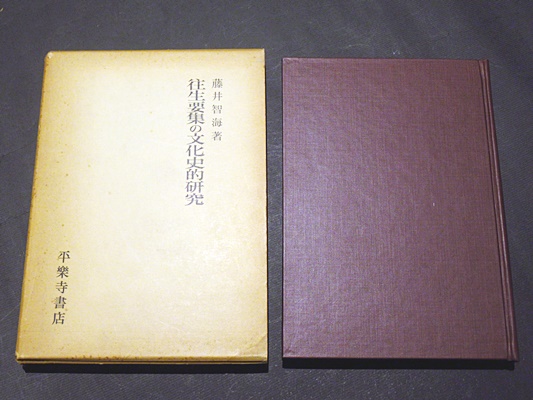 藤井智海著
往生要集の文化史的研究
平樂寺書店